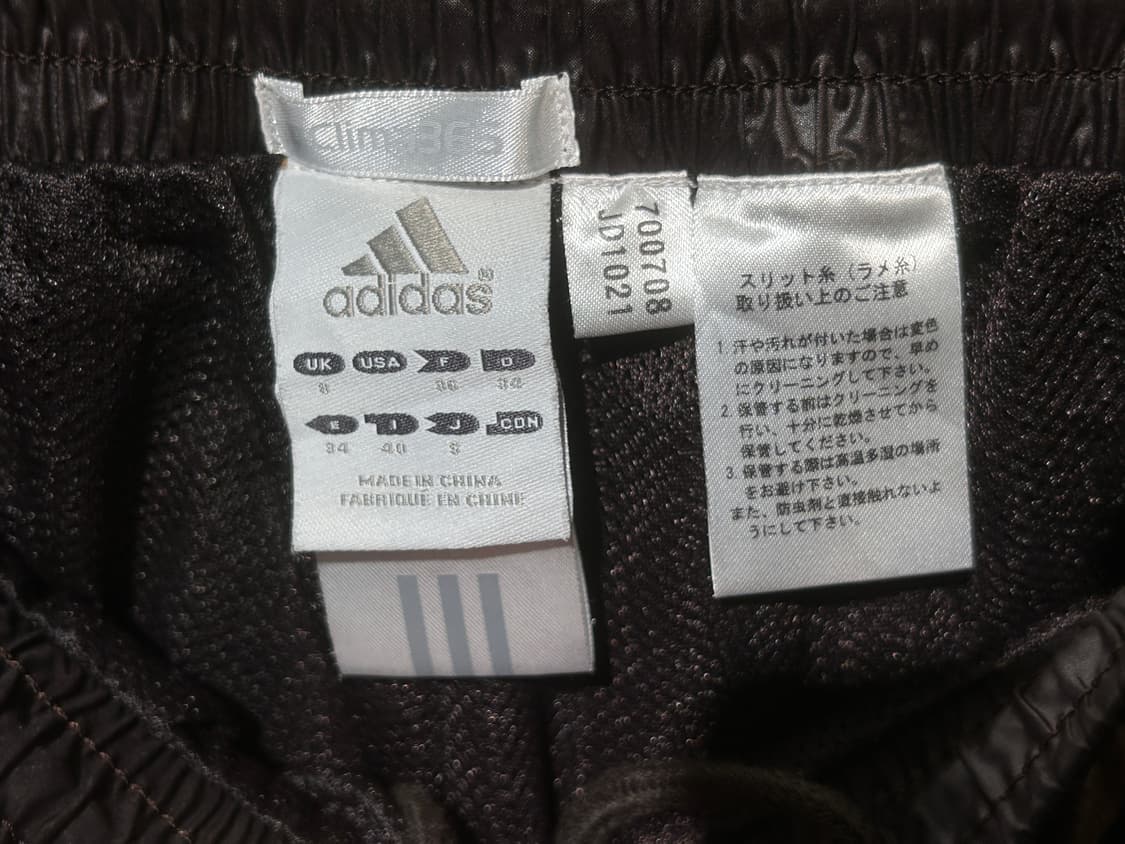 Clima365
adidas®
UK USA F D
8 36 34
E I J CDN
34 40 S
MADE IN CHINA
FABRIQUE EN CHINE
700708
JD1021
スリット糸（ラメ糸）
取り扱い上のご注意
1. 汗や汚れが付いた場合は変色
の原因になりますので、早め
にクリーニングして下さい。
2. 保管する前はクリーニングを
行い、十分に乾燥させてから
保管してください。
3. 保管する際は高温多湿の場所
をお避け下さい。
また、防虫剤と直接触れないよ
うにして下さい。